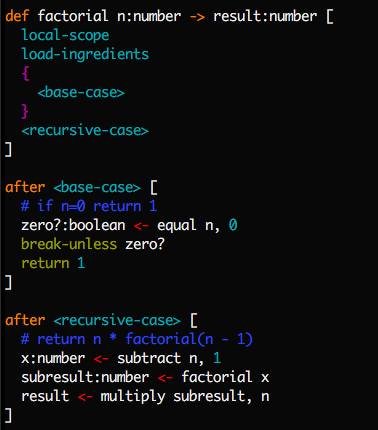 def factorial n:number -> result:number [
  local-scope
  load-ingredients
  {
    <base-case>
  }
  <recursive-case>
]
after <base-case> [
  # if n=0 return 1
  zero?:boolean <- equal n, 0
  break-unless zero?
  return 1
]
after <recursive-case> [
  # return n * factorial(n - 1)
  x:number <- subtract n, 1
  subresult:number <- factorial x
  result <- multiply subresult, n
]